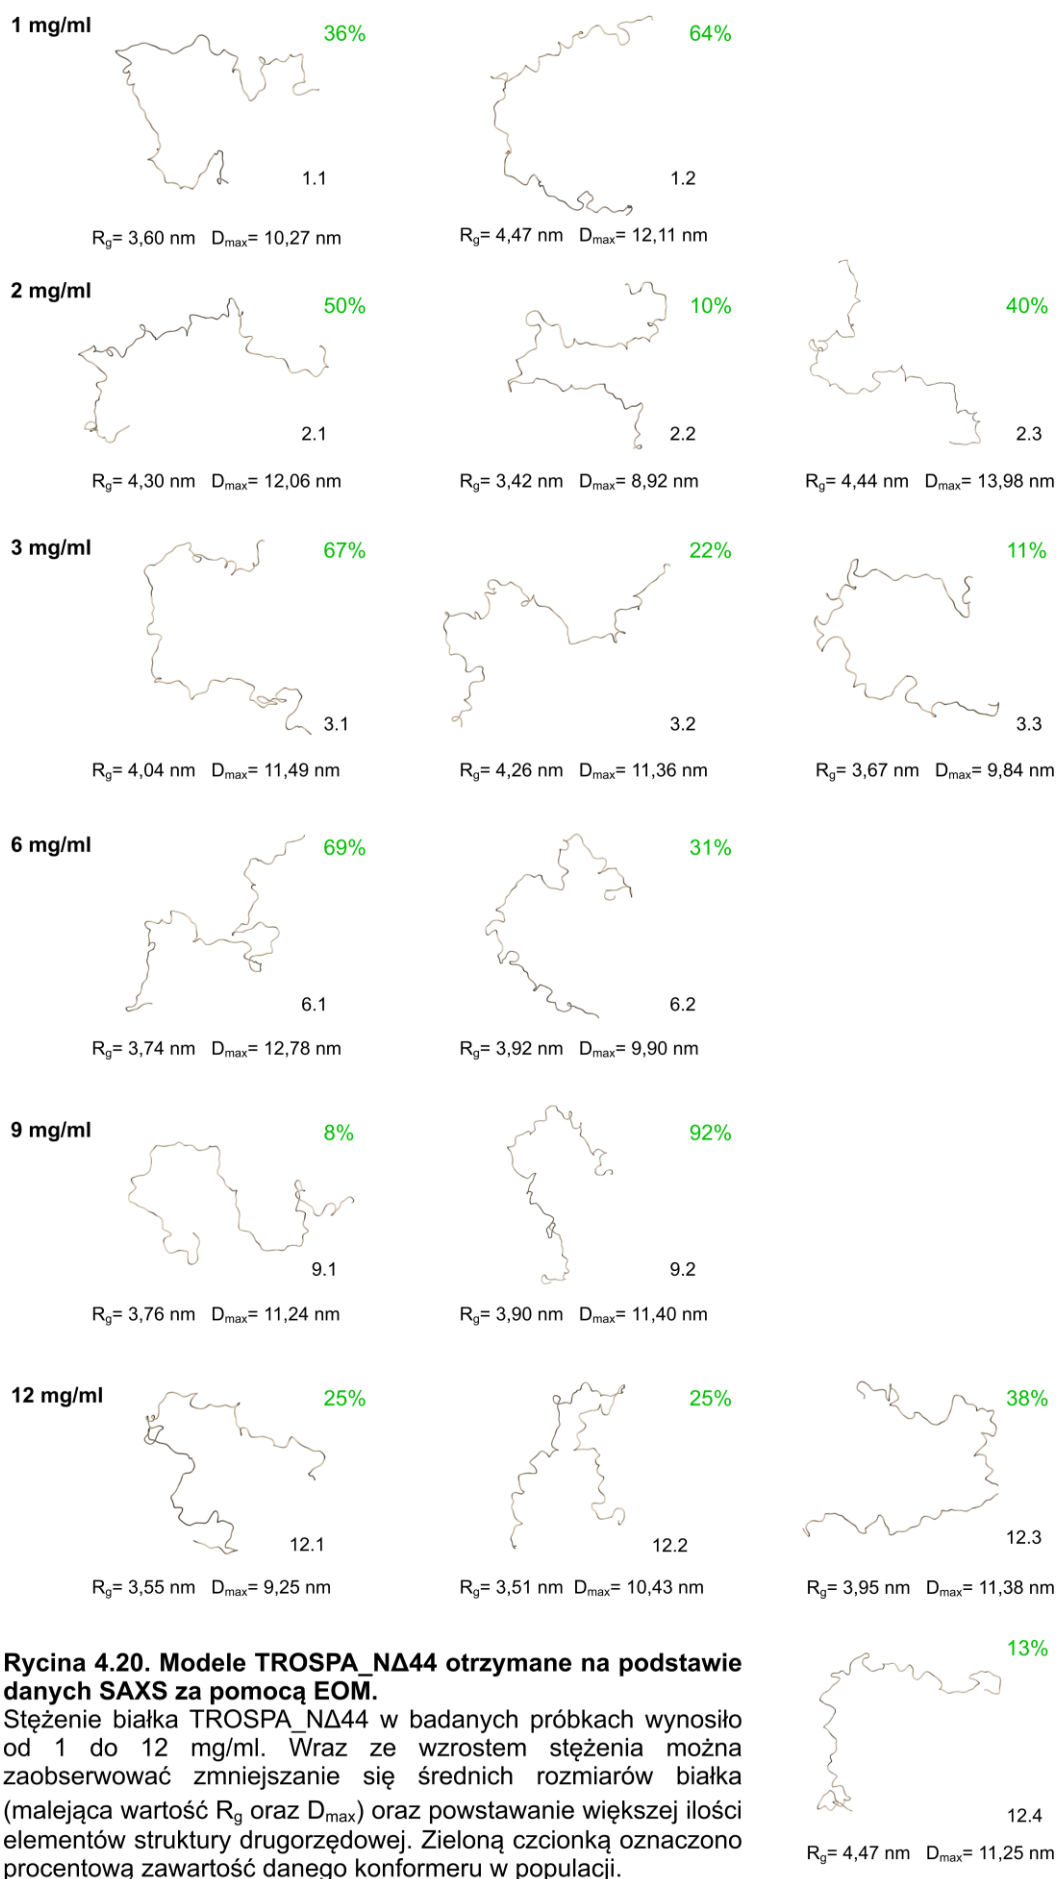 1 mg/ml
36%
64%
1.1
1.2
Rg= 3,60 nm Dmax= 10,27 nm
Rg= 4,47 nm Dmax= 12,11 nm
2 mg/ml
50%
10%
40%
2.1
2.2
2.3
Rg= 4,30 nm Dmax= 12,06 nm
Rg= 3,42 nm Dmax= 8,92 nm
Rg= 4,44 nm Dmax= 13,98 nm
3 mg/ml
67%
22%
11%
3.1
3.2
3.3
Rg= 4,04 nm Dmax= 11,49 nm
Rg= 4,26 nm Dmax= 11,36 nm
Rg= 3,67 nm Dmax= 9,84 nm
6 mg/ml
69%
31%
6.1
6.2
Rg= 3,74 nm Dmax= 12,78 nm
Rg= 3,92 nm Dmax= 9,90 nm
9 mg/ml
8%
92%
9.1
9.2
Rg= 3,76 nm Dmax= 11,24 nm
Rg= 3,90 nm Dmax= 11,40 nm
12 mg/ml
25%
25%
38%
12.1
12.2
12.3
Rg= 3,55 nm Dmax= 9,25 nm
Rg= 3,51 nm Dmax= 10,43 nm
Rg= 3,95 nm Dmax= 11,38 nm
13%
12.4
Rg= 4,47 nm Dmax= 11,25 nm
Rycina 4.20. Modele TROSPA_NΔ44 otrzymane na podstawie
danych SAXS za pomocą EOM.
Stężenie białka TROSPA_NΔ44 w badanych próbkach wynosiło
od 1 do 12 mg/ml. Wraz ze wzrostem stężenia można
zaobserwować zmniejszanie się średnich rozmiarów białka
(malejąca wartość Rg oraz Dmax) oraz powstawanie większej ilości
elementów struktury drugorzędowej. Zieloną czcionką oznaczono
procentową zawartość danego konformeru w populacji.